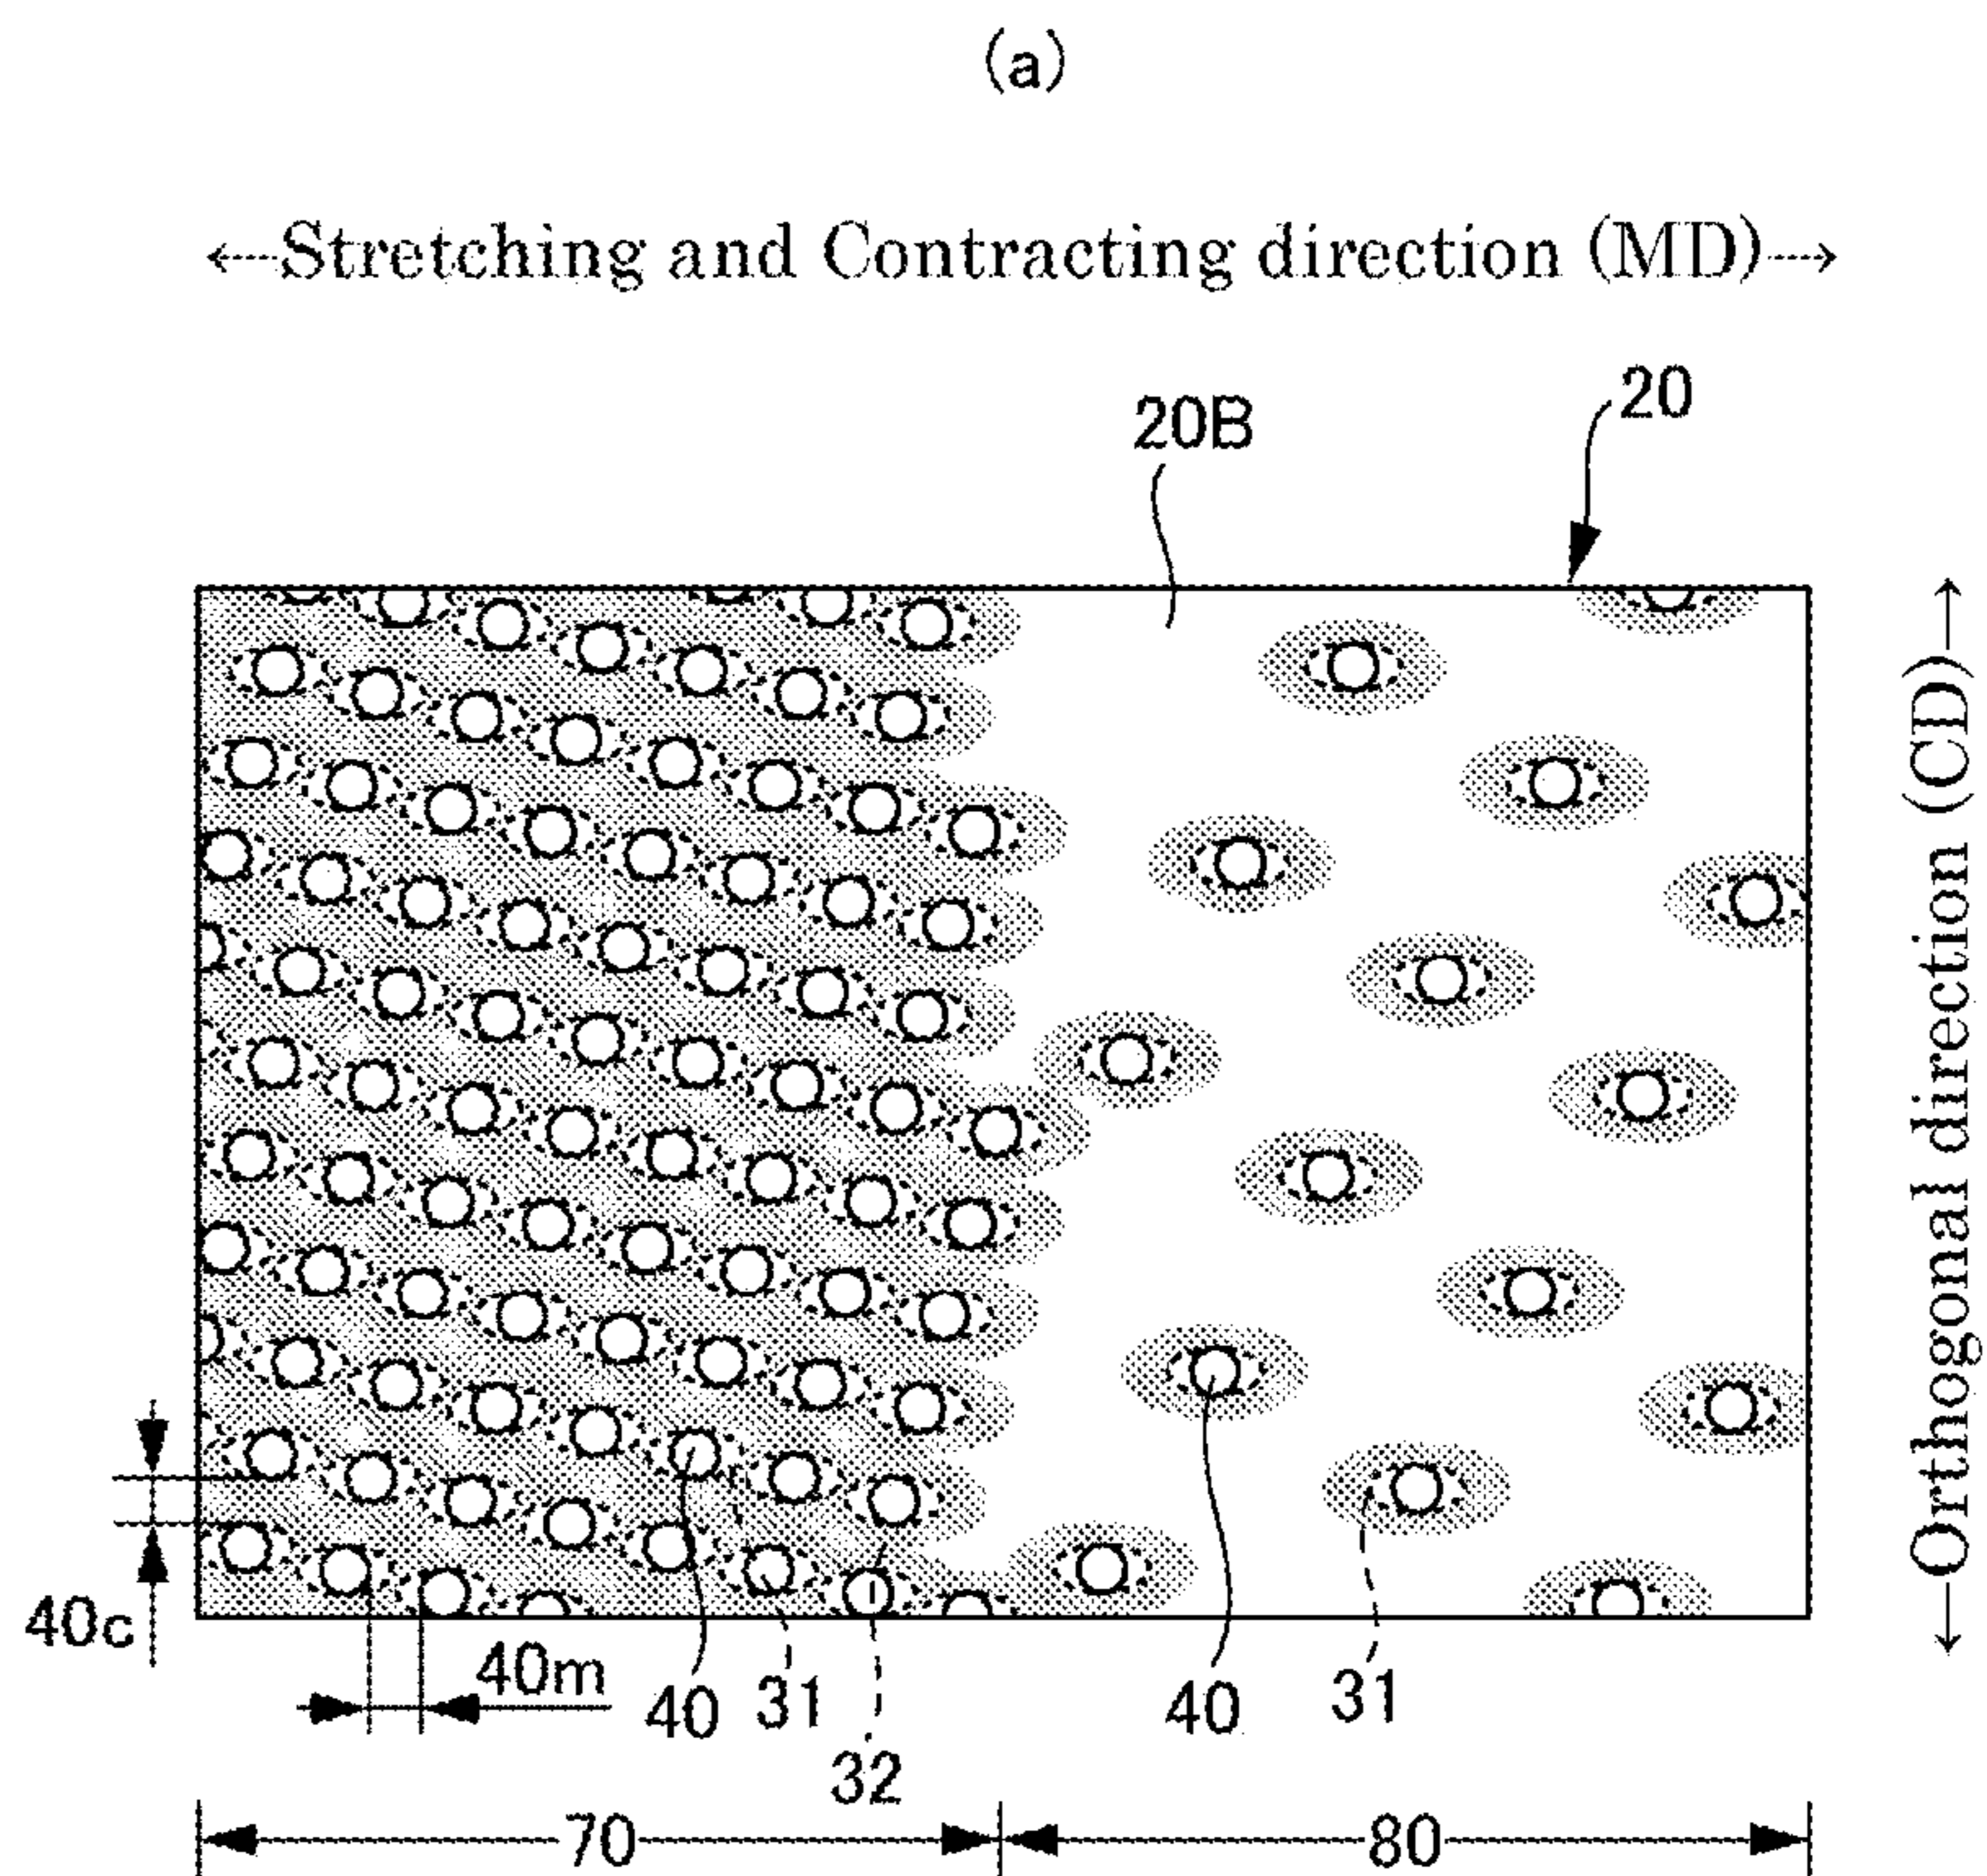 (a)
←---Stretching and Contracting direction (MD)---→
20
20B
←—Orthogonal direction (CD)—→
40c
40m
40
31
32
40
31
70
80